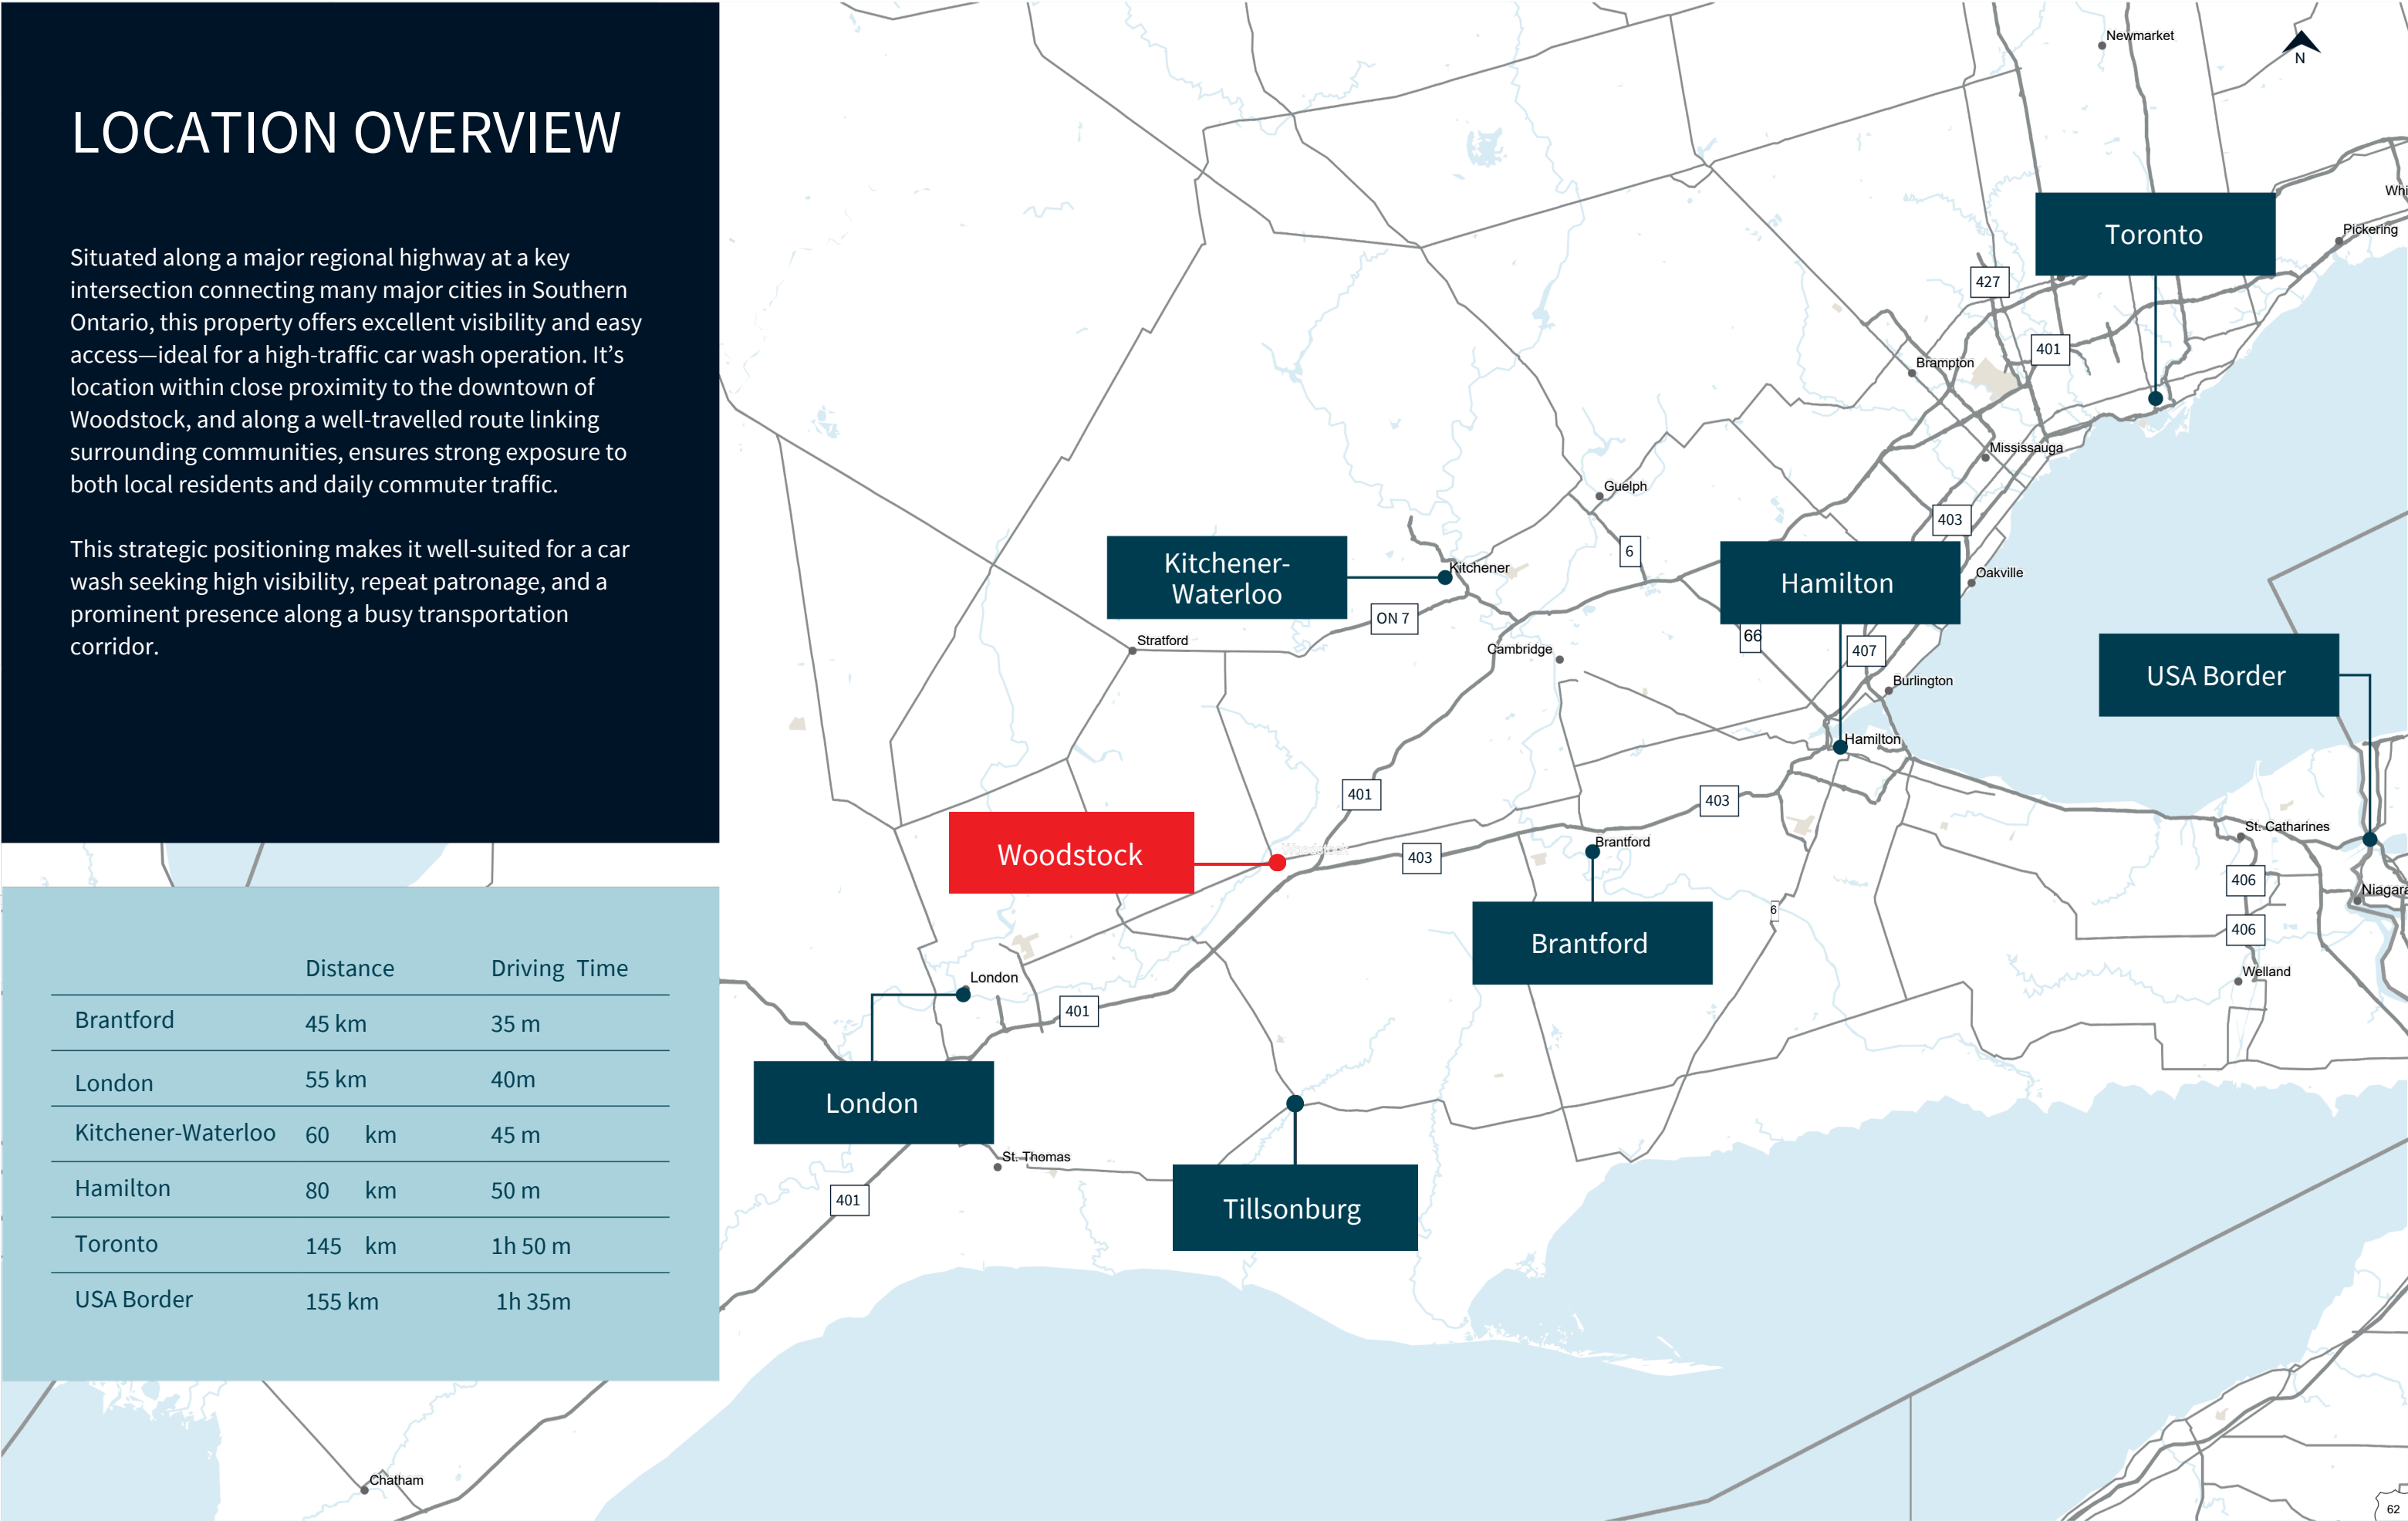 LOCATION OVERVIEW
Situated along a major regional highway at a key
intersection connecting many major cities in Southern
Ontario, this property offers excellent visibility and easy
access—ideal for a high-traffic car wash operation. It’s
location within close proximity to the downtown of
Woodstock, and along a well-travelled route linking
surrounding communities, ensures strong exposure to
both local residents and daily commuter traffic.
This strategic positioning makes it well-suited for a car
wash seeking high visibility, repeat patronage, and a
prominent presence along a busy transportation
corridor.
Distance Driving Time
Brantford 45 km 35 m
London 55 km 40m
Kitchener-Waterloo 60 km 45 m
Hamilton 80 km 50 m
Toronto 145 km 1h 50 m
USA Border 155 km 1h 35m
Newmarket
N
Whi
Toronto
Pickering
427
401
Brampton
Mississauga
Guelph
403
6
Kitchener-
Waterloo
Kitchener
Hamilton
Oakville
ON 7
66
407
Stratford
Cambridge
Burlington
USA Border
Hamilton
401
403
Woodstock
Woodstock
403
Brantford
St. Catharines
406
Niagara
6
406
Brantford
Welland
London
401
London
St. Thomas
401
Tillsonburg
Chatham
62